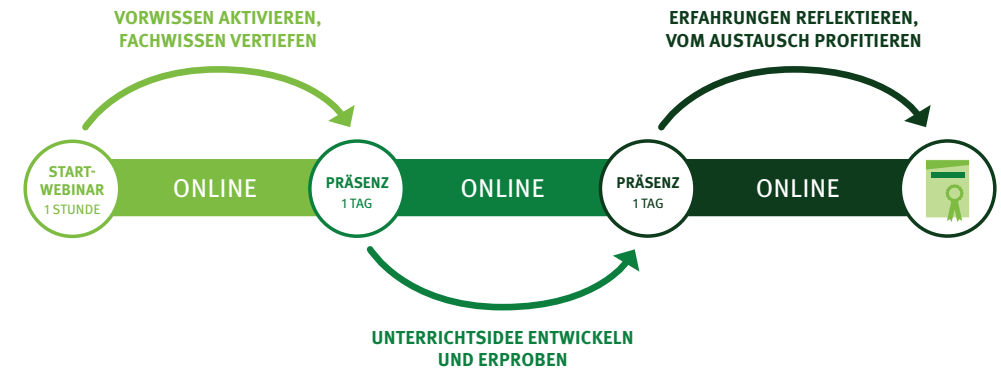 VORWISSEN AKTIVIEREN,
FACHWISSEN VERTIEFEN
ERFAHRUNGEN REFLEKTIEREN,
VOM AUSTAUSCH PROFITIEREN
START-
WEBINAR
1 STUNDE
ONLINE
PRÄSENZ
1 TAG
ONLINE
PRÄSENZ
1 TAG
ONLINE
UNTERRICHTSIDEE ENTWICKELN
UND ERPROBEN